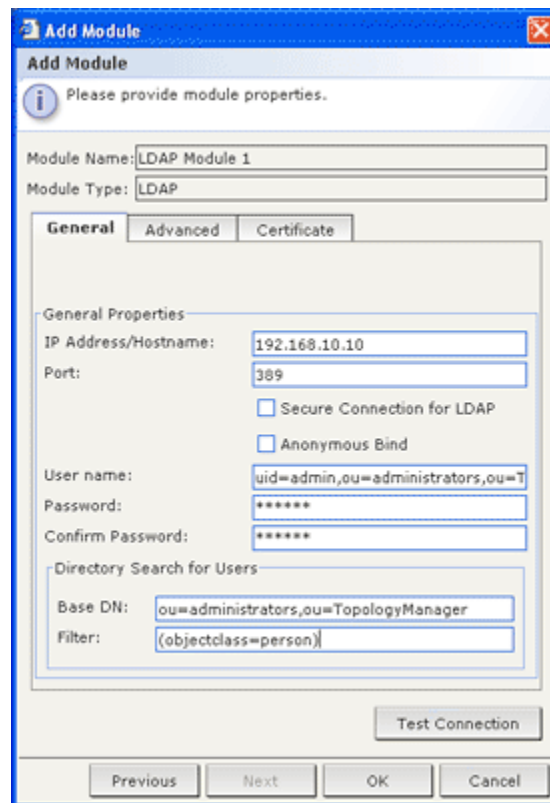 Add Module
Add Module
Please provide module properties.
Module Name: LDAP Module 1
Module Type: LDAP
General Advanced Certificate
General Properties
IP Address/Hostname: 192.168.10.10
Port: 389
Secure Connection for LDAP
Anonymous Bind
User name: uid=admin,ou=administrators,ou=T
Password: ******
Confirm Password: ******
Directory Search for Users
Base DN: ou=administrators,ou=TopologyManager
Filter: (objectclass=person)
Test Connection
Previous Next OK Cancel